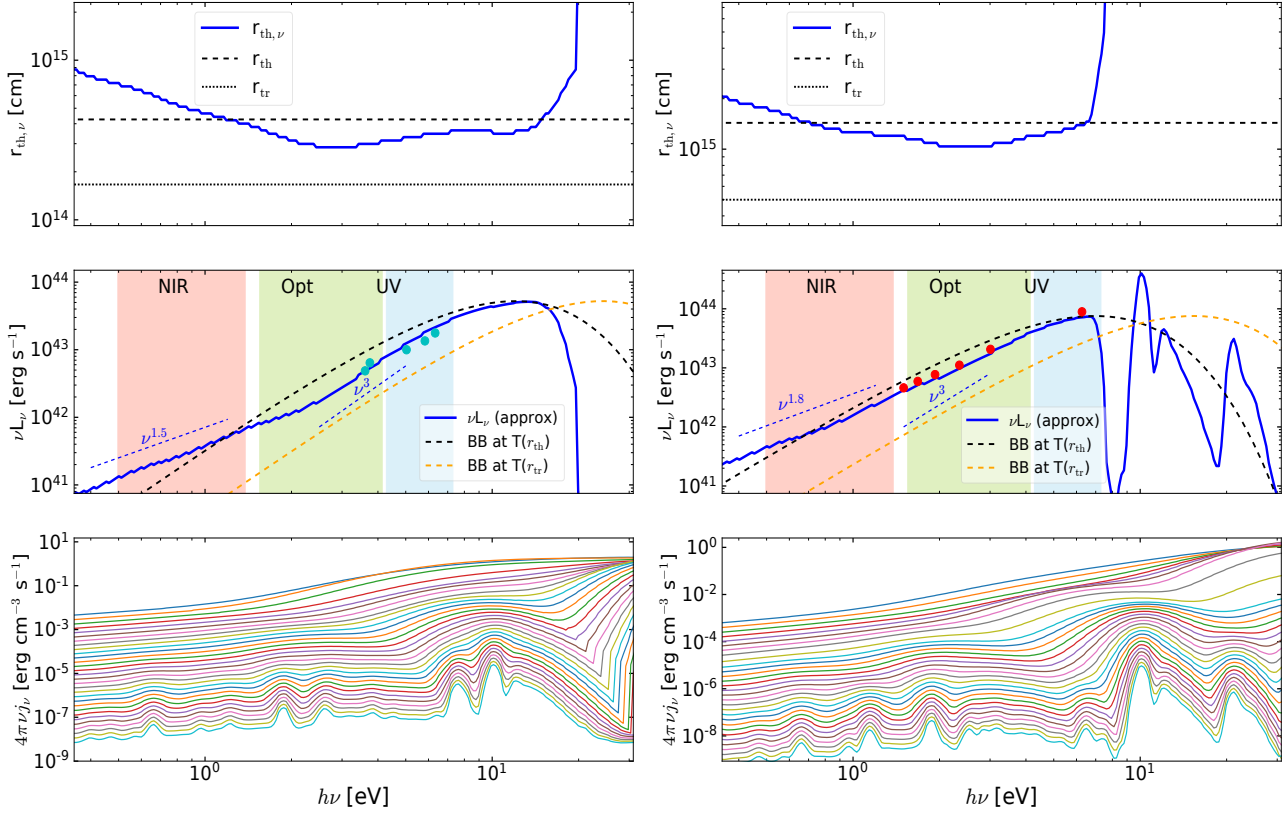 r_th,ν [cm]
10^15
10^14
r_th,ν
r_th
r_tr
r_th,ν [cm]
10^15
r_th,ν
r_th
r_tr
νL_ν [erg s^−1]
10^44
10^43
10^42
10^41
NIR
Opt
UV
ν^1.5
ν^3
νL_ν (approx)
BB at T(r_th)
BB at T(r_tr)
νL_ν [erg s^−1]
10^44
10^43
10^42
10^41
NIR
Opt
UV
ν^1.8
ν^3
νL_ν (approx)
BB at T(r_th)
BB at T(r_tr)
4π νj_ν [erg cm^−3 s^−1]
10^1
10^-1
10^-3
10^-5
10^-7
10^-9
10^0
10^1
hν [eV]
4π νj_ν [erg cm^−3 s^−1]
10^0
10^-2
10^-4
10^-6
10^-8
10^0
10^1
hν [eV]